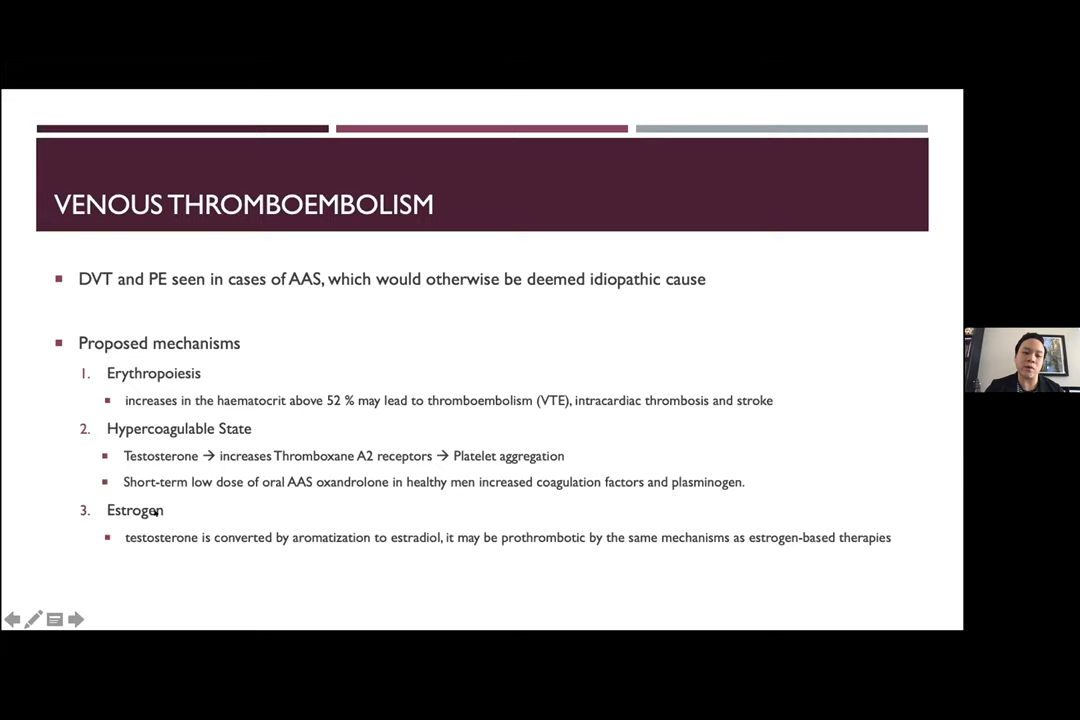 VENOUS THROMBOEMBOLISM
▪ DVT and PE seen in cases of AAS, which would otherwise be deemed idiopathic cause
▪ Proposed mechanisms
1. Erythropoiesis
▪ increases in the haematocrit above 52 % may lead to thromboembolism (VTE), intracardiac thrombosis and stroke
2. Hypercoagulable State
▪ Testosterone → increases Thromboxane A2 receptors → Platelet aggregation
▪ Short-term low dose of oral AAS oxandrolone in healthy men increased coagulation factors and plasminogen.
3. Estrogen
▪ testosterone is converted by aromatization to estradiol, it may be prothrombotic by the same mechanisms as estrogen-based therapies